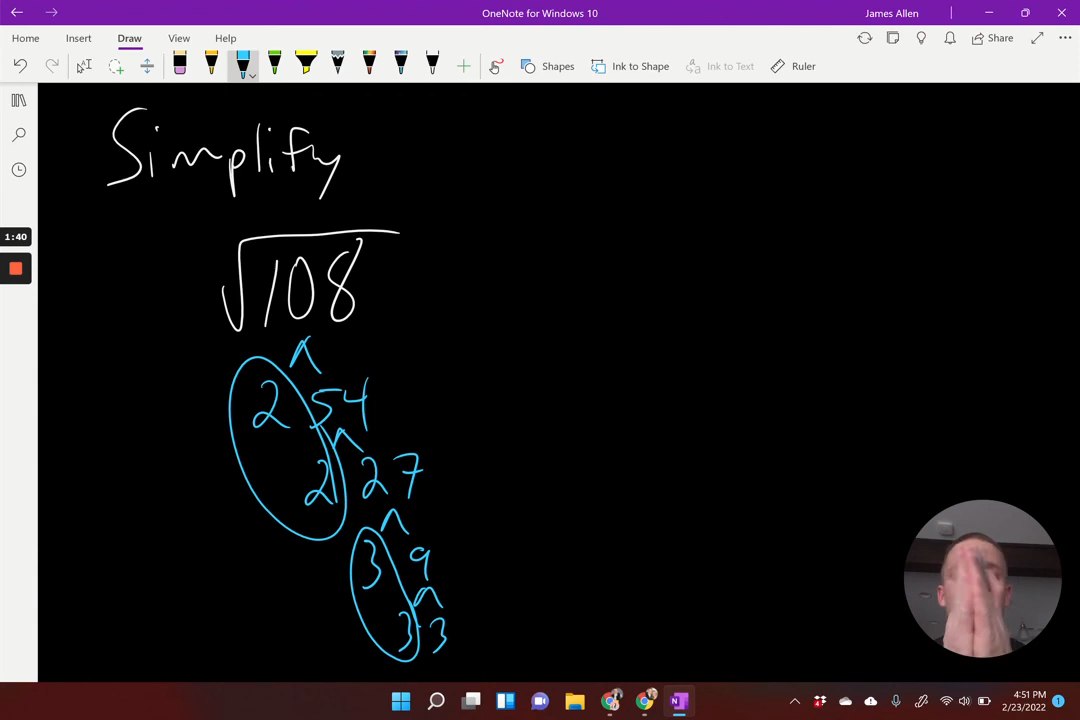 OneNote for Windows 10
James Allen
Home Insert Draw View Help
Share
Shapes Ink to Shape Ink to Text Ruler
Simplify
1:40
√108
2 54
2 27
3 9
3 3
4:51 PM
2/23/2022